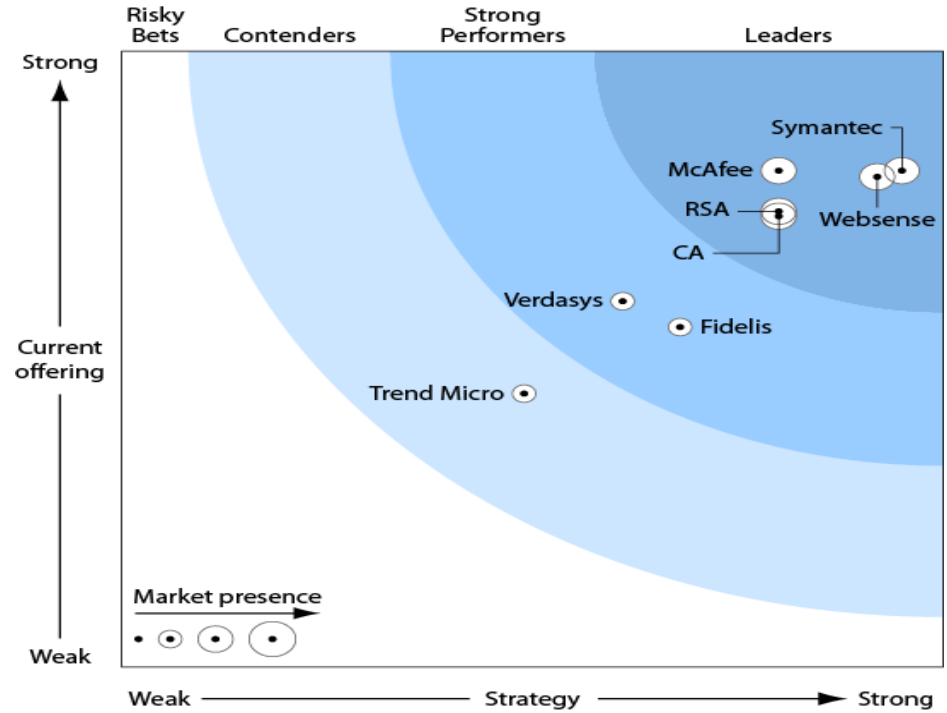 Risky
Bets
Contenders
Strong
Performers
Leaders
Strong
Symantec
McAfee
RSA
Websense
CA
Verdasys
Fidelis
Current
offering
Trend Micro
Market presence
Weak
Weak
Strategy
Strong